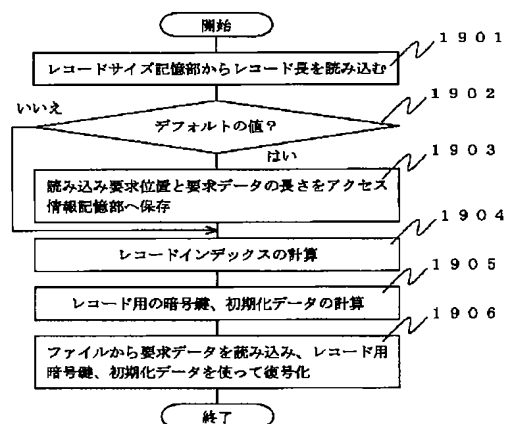 開始
1901
レコードサイズ記憶部からレコード長を読み込む
1902
いいえ
デフォルトの値？
はい
1903
読み込み要求位置と要求データの長さをアクセス
情報記憶部へ保存
1904
レコードインデックスの計算
1905
レコード用の暗号鍵、初期化データの計算
1906
ファイルから要求データを読み込み、レコード用
暗号鍵、初期化データを使って復号化
終了